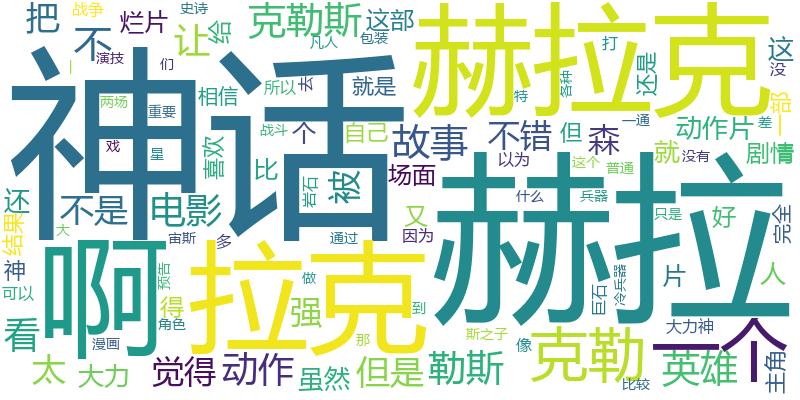 把
战争
烂片
史诗
不
让
给
克勒斯
这部
凡人
包装
赫拉克
打
这
演技
们
神话
相信
所以
去
就是
各种
还是
没
部
两场
重要
战斗
个
自己
故事
不错
特
但
森
动作片
一通
差
一
戏
星
喜欢
比
被
场面
以为
这个
普通
就
没有
剧情
还
不是
电影
岩石
又
因为
什么
兵器
赫拉
只是
好
完全
结果
神
大
啊
宙斯
多
拉克
通过
巨石
冷兵器
片
人
可以
预告
得
角色
做
到
强
那
斯之子
大力神
看
漫画
像
克勒
一个
主角
太
大力
觉得
动作
虽然
但是
勒斯
比较
英雄